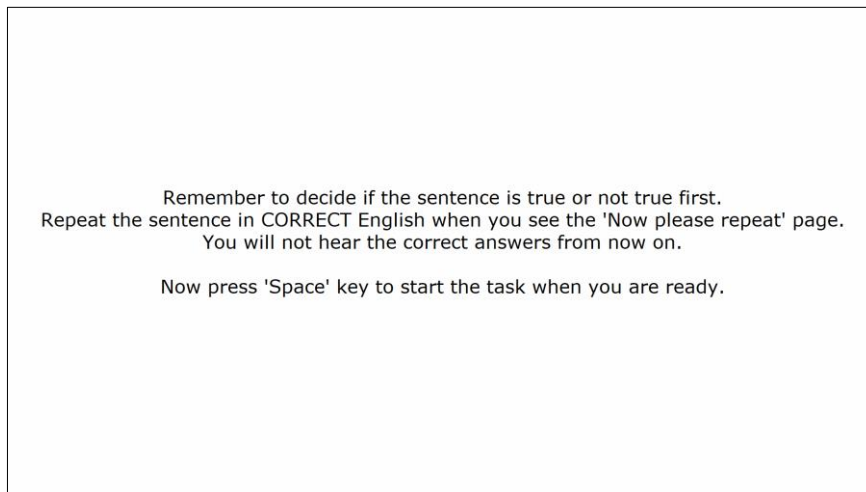 Remember to decide if the sentence is true or not true first.
Repeat the sentence in CORRECT English when you see the 'Now please repeat' page.
You will not hear the correct answers from now on.
Now press 'Space' key to start the task when you are ready.